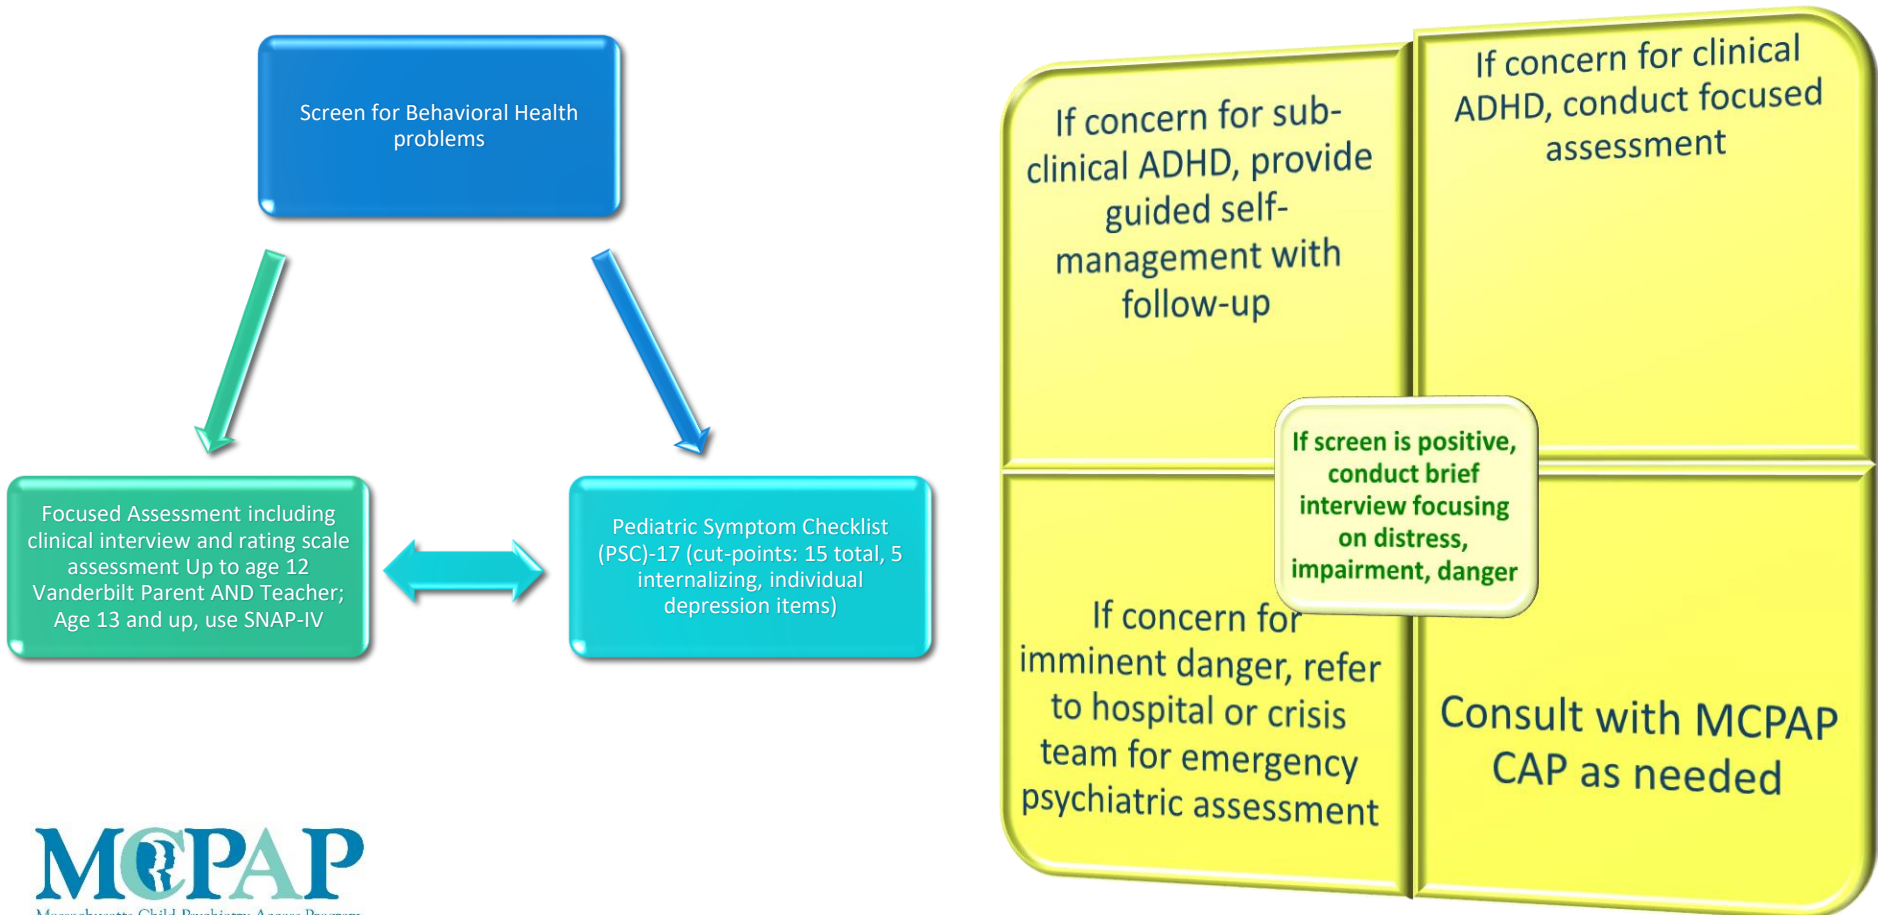 Screen for Behavioral Health
problems
Focused Assessment including
clinical interview and rating scale
assessment Up to age 12
Vanderbilt Parent AND Teacher;
Age 13 and up, use SNAP-IV
Pediatric Symptom Checklist
(PSC)-17 (cut-points: 15 total, 5
internalizing, individual
depression items)
MCPAP
Massachusetts Child Psychiatry Access Program
If concern for sub-
clinical ADHD, provide
guided self-
management with
follow-up
If concern for clinical
ADHD, conduct focused
assessment
If screen is positive,
conduct brief
interview focusing
on distress,
impairment, danger
If concern for
imminent danger, refer
to hospital or crisis
team for emergency
psychiatric assessment
Consult with MCPAP
CAP as needed